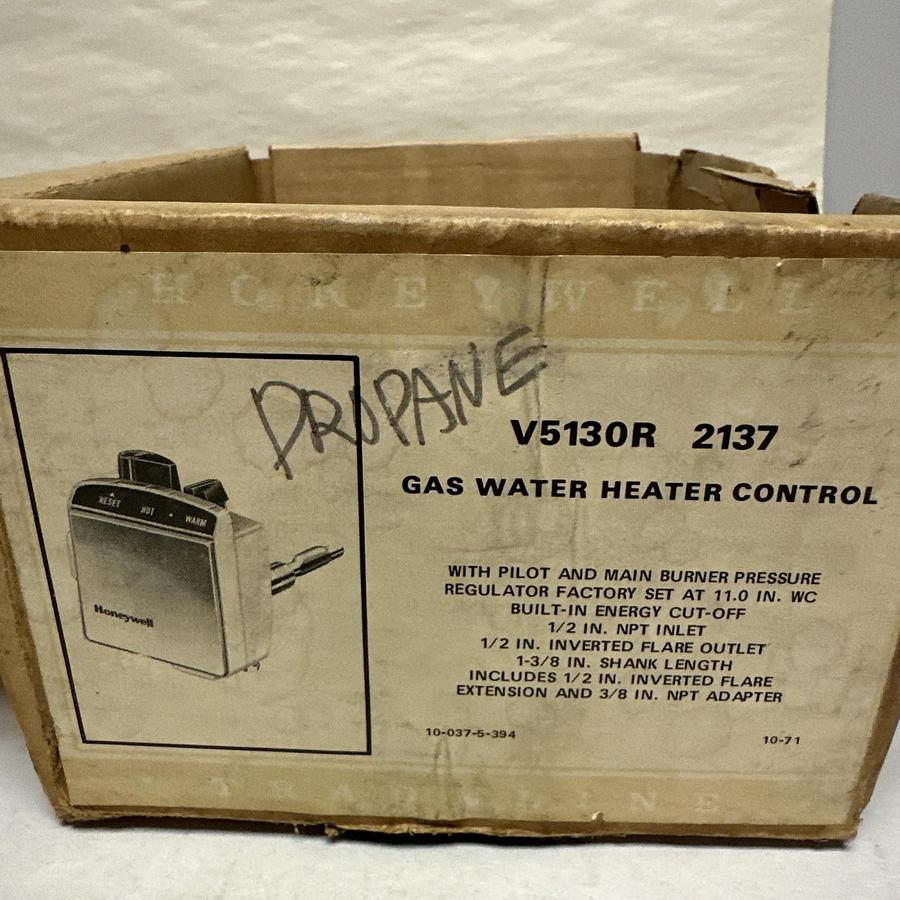 HONEYWELL
PROPANE
V5130R 2137
GAS WATER HEATER CONTROL
RESET HOT • WARM
Honeywell
WITH PILOT AND MAIN BURNER PRESSURE
REGULATOR FACTORY SET AT 11.0 IN. WC
BUILT-IN ENERGY CUT-OFF
1/2 IN. NPT INLET
1/2 IN. INVERTED FLARE OUTLET
1-3/8 IN. SHANK LENGTH
INCLUDES 1/2 IN. INVERTED FLARE
EXTENSION AND 3/8 IN. NPT ADAPTER
10-037-5-394 10-71
TRADELINE